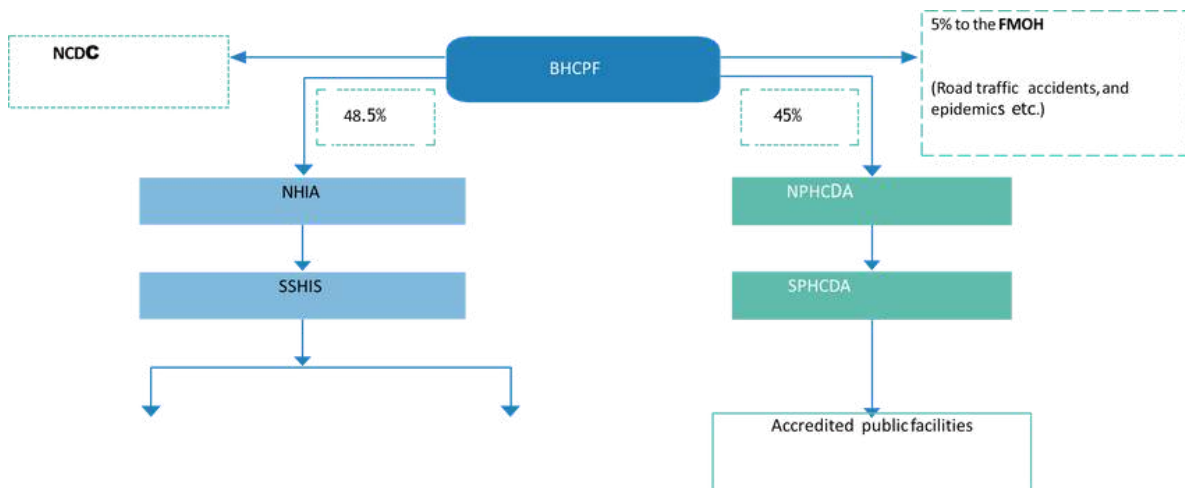 NCDC
BHCPF
5% to the FMOH
(Road traffic accidents, and
epidemics etc.)
48.5%
45%
NHIA
NPHCDA
SSHIS
SPHCDA
Accredited public facilities